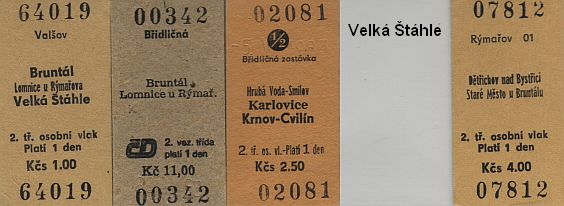 64019
Valšov
Bruntál
Lomnice u Rýmařova
Velká Štáhle
2. tř. osobní vlak
Platí 1 den
Kčs 1.00
64019
00342
Břidličná
Bruntál
Lomnice u Rýmař.
ČD 2. voz. třída
platí 1 den
Kč 11,00
00342
02081
1/2
Břidličná zastávka
Hrubá Voda-Smilov
Karlovice
Krnov-Cvilín
2. tř. os. vl.-Platí 1 den
Kčs 2.50
02081
Velká Štáhle
07812
Rýmařov 01
Dětřichov nad Bystřicí
Staré Město u Bruntálu
2. tř. osobní vlak
Platí 1 den
Kčs 4.00
07812